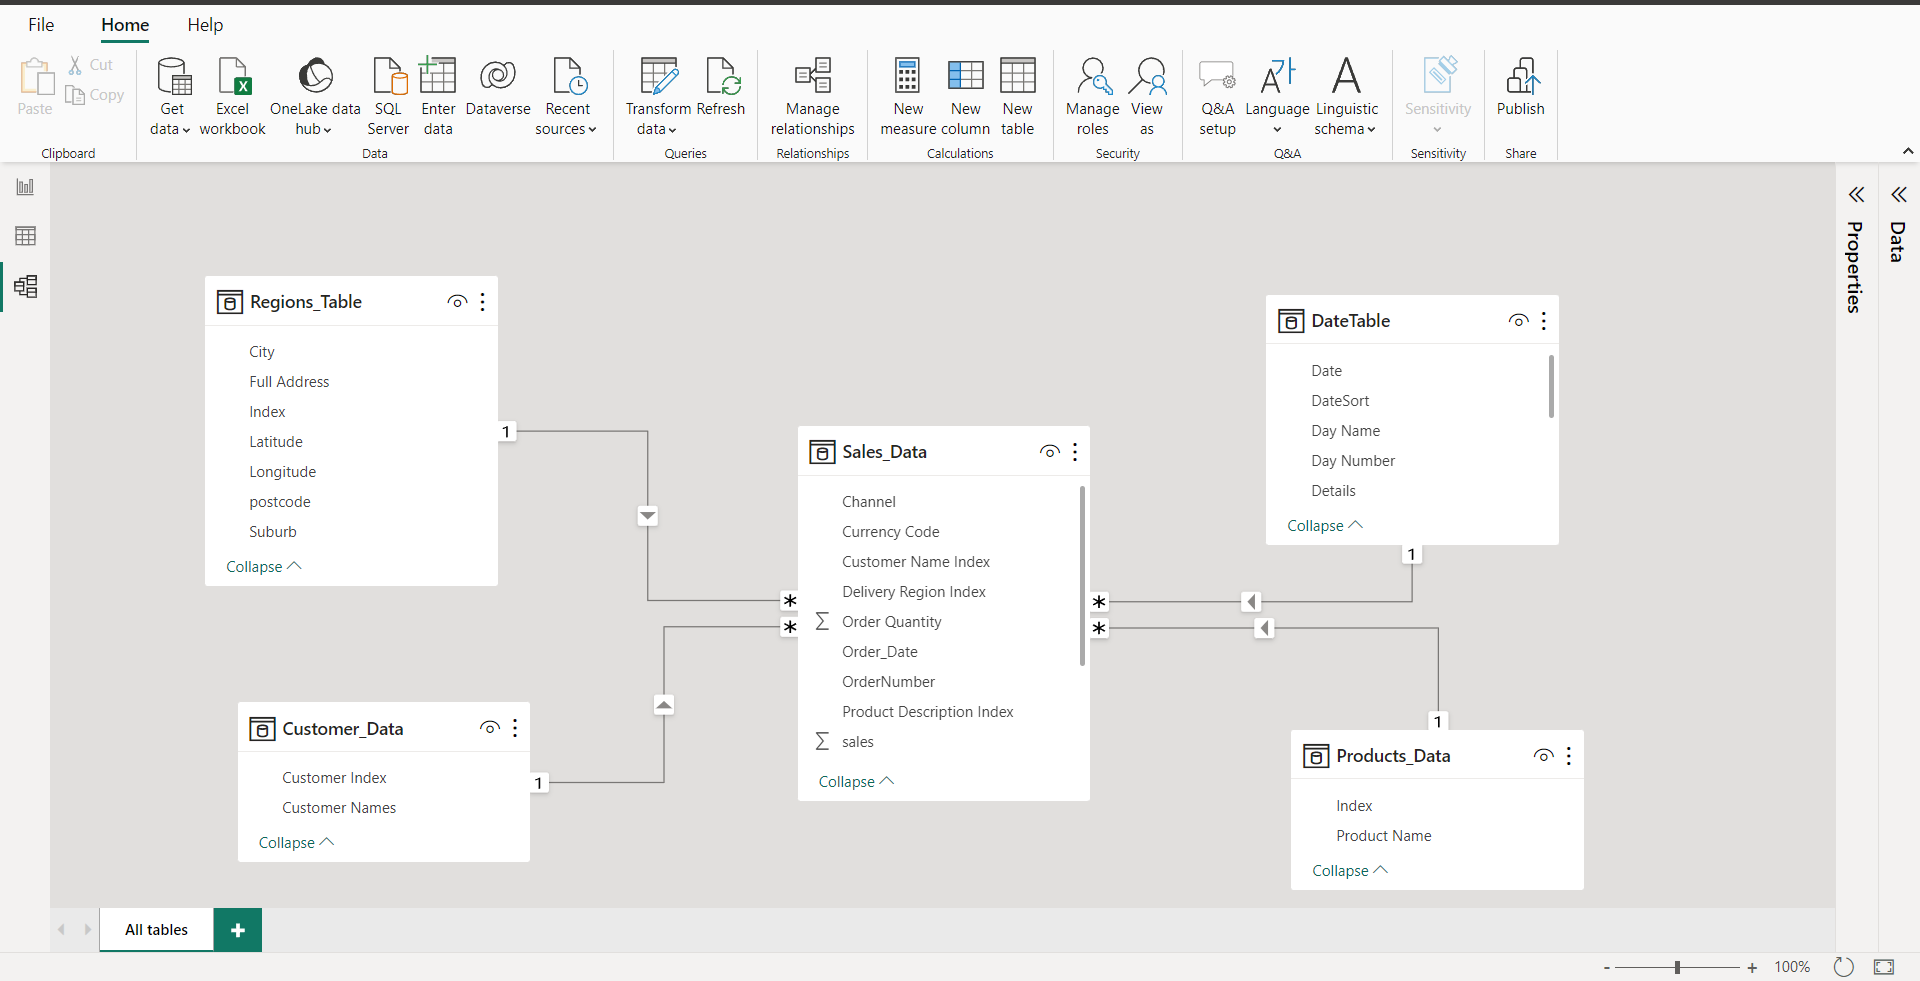 File Home Help
Paste
Cut
Copy
Get data
Excel workbook
OneLake data hub
SQL Server
Enter data
Dataverse
Recent sources
Transform data
Refresh
Manage relationships
New measure
New column
New table
Manage roles
View as
Q&A setup
Language
Linguistic schema
Sensitivity
Publish
Clipboard Data Queries Relationships Calculations Security Q&A Sensitivity Share
Properties
Data
Regions_Table
City
Full Address
Index
Latitude
Longitude
postcode
Suburb
Collapse
1
DateTable
Date
DateSort
Day Name
Day Number
Details
Collapse
1
Sales_Data
Channel
Currency Code
Customer Name Index
Delivery Region Index
Order Quantity
Order_Date
OrderNumber
Product Description Index
sales
Collapse
* *
* *
Customer_Data
Customer Index
Customer Names
Collapse
1
1
Products_Data
Index
Product Name
Collapse
All tables +
- + 100%